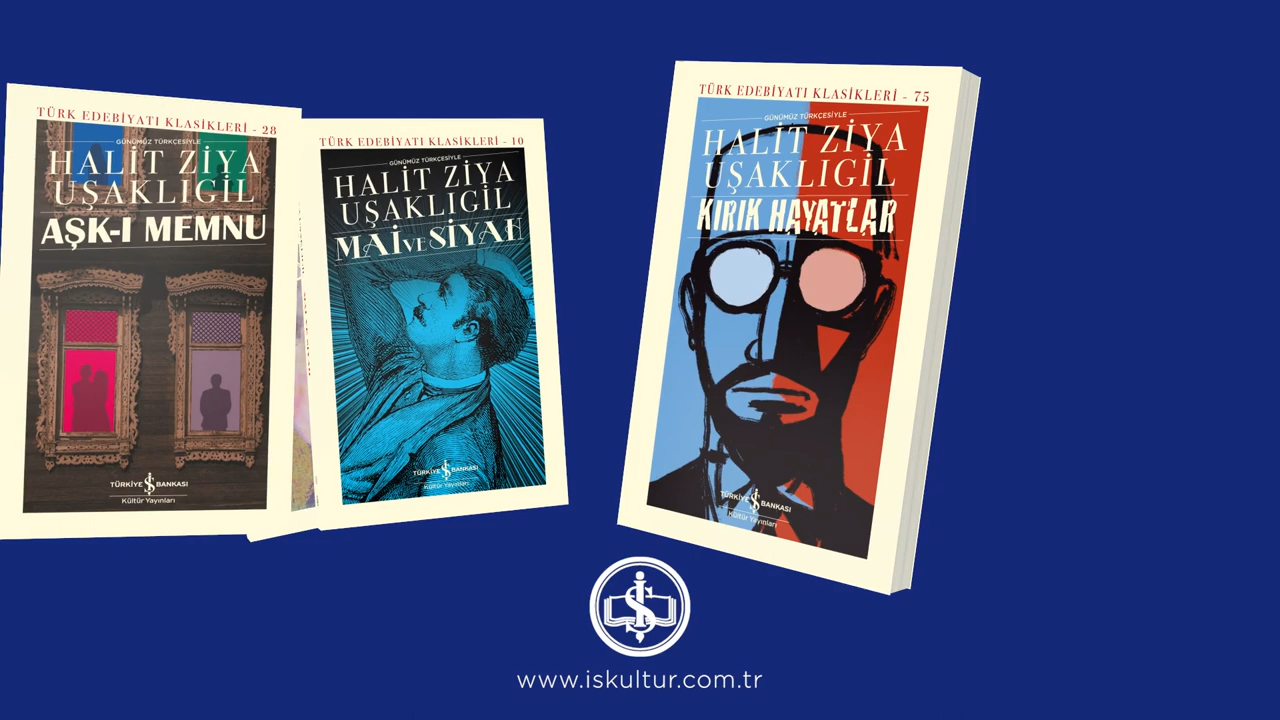 TÜRK EDEBİYATI KLASİKLERİ - 28
GÜNÜMÜZ TÜRKÇESİYLE
HALİT ZİYA
UŞAKLIGİL
AŞK-I MEMNU
TÜRKİYE İŞ BANKASI
Kültür Yayınları
TÜRK EDEBİYATI KLASİKLERİ - 10
GÜNÜMÜZ TÜRKÇESİYLE
HALİT ZİYA
UŞAKLIGİL
MAİ VE SİYAH
TÜRKİYE İŞ BANKASI
Kültür Yayınları
TÜRK EDEBİYATI KLASİKLERİ - 75
GÜNÜMÜZ TÜRKÇESİYLE
HALİT ZİYA
UŞAKLIGİL
KIRIK HAYATLAR
TÜRKİYE İŞ BANKASI
Kültür Yayınları
İŞ
www.iskultur.com.tr